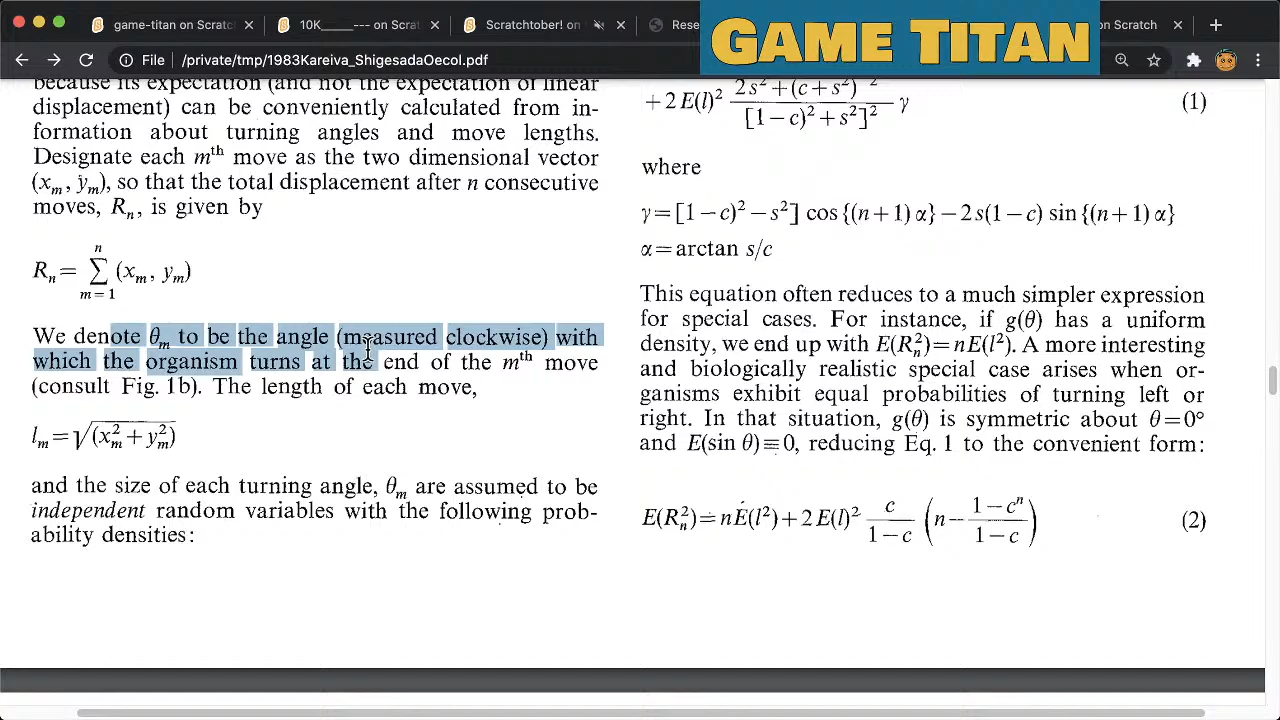 game-titan on Scratch
10K_____ --- on Scrat
Scratchtober! on
Rese
on Scratch
GAME TITAN
File /private/tmp/1983Kareiva_ShigesadaOecol.pdf
because its expectation (and not the expectation of linear
displacement) can be conveniently calculated from in-
formation about turning angles and move lengths.
Designate each mᵗʰ move as the two dimensional vector
(xₘ, yₘ), so that the total displacement after n consecutive
moves, Rₙ, is given by
Rₙ= ∑ₘ₌₁ⁿ (xₘ, yₘ)
We denote θₘ to be the angle (measured clockwise) with
which the organism turns at the end of the mᵗʰ move
(consult Fig. 1b). The length of each move,
lₘ=√(xₘ²+yₘ²)
and the size of each turning angle, θₘ are assumed to be
independent random variables with the following prob-
ability densities:
+2E(l)² (2s²+(c+s²) ²)/([1−c)²+s²]²) γ (1)
where
γ=[1−c)²−s²] cos{(n+1)α}−2s(1−c) sin{(n+1)α}
α=arctan s/c
This equation often reduces to a much simpler expression
for special cases. For instance, if g(θ) has a uniform
density, we end up with E(Rₙ²)=nE(l²). A more interesting
and biologically realistic special case arises when or-
ganisms exhibit equal probabilities of turning left or
right. In that situation, g(θ) is symmetric about θ=0°
and E(sin θ)≡0, reducing Eq. 1 to the convenient form:
E(Rₙ²)=nE(l²)+2E(l)² c/(1−c) (n−(1−cⁿ)/(1−c)) (2)